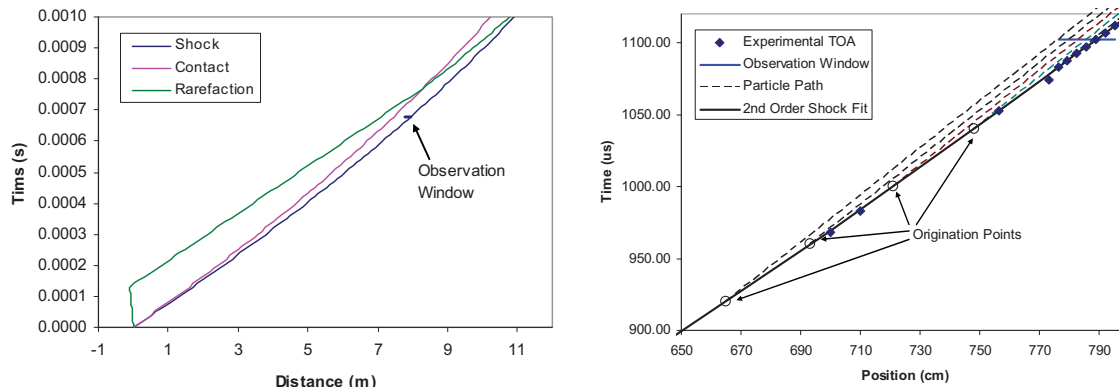 0.0010
0.0009
0.0008
0.0007
0.0006
0.0005
0.0004
0.0003
0.0002
0.0001
0.0000
Tims (s)
Shock
Contact
Rarefaction
Observation
Window
-1 1 3 5 7 9 11
Distance (m)
1100.00
1050.00
1000.00
950.00
900.00
Time (us)
Experimental TOA
Observation Window
Particle Path
2nd Order Shock Fit
Origination Points
650 670 690 710 730 750 770 790
Position (cm)